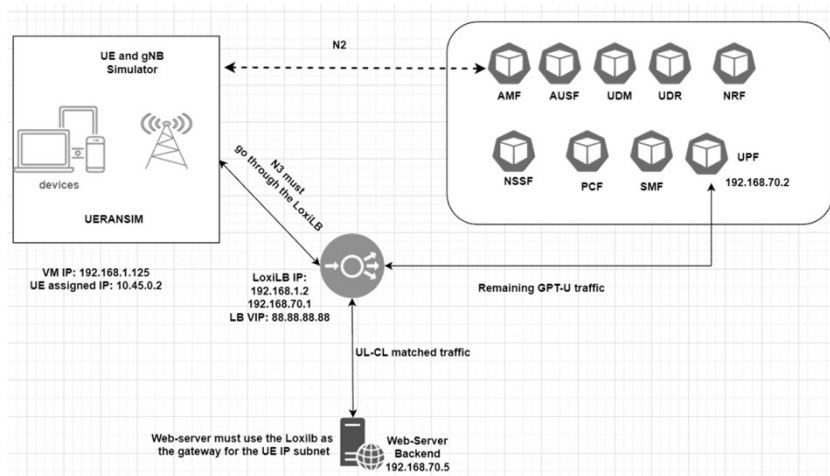 N2
UE and gNB
Simulator
devices
UERANSIM
VM IP: 192.168.1.125
UE assigned IP: 10.45.0.2
AMF
AUSF
UDM
UDR
NRF
NSSF
PCF
SMF
UPF
192.168.70.2
N3 must
go through the LoxiLB
LoxiLB IP:
192.168.1.2
192.168.70.1
LB VIP: 88.88.88.88
Remaining GPT-U traffic
UL-CL matched traffic
Web-server must use the Loxilb as
the gateway for the UE IP subnet
Web-Server
Backend
192.168.70.5